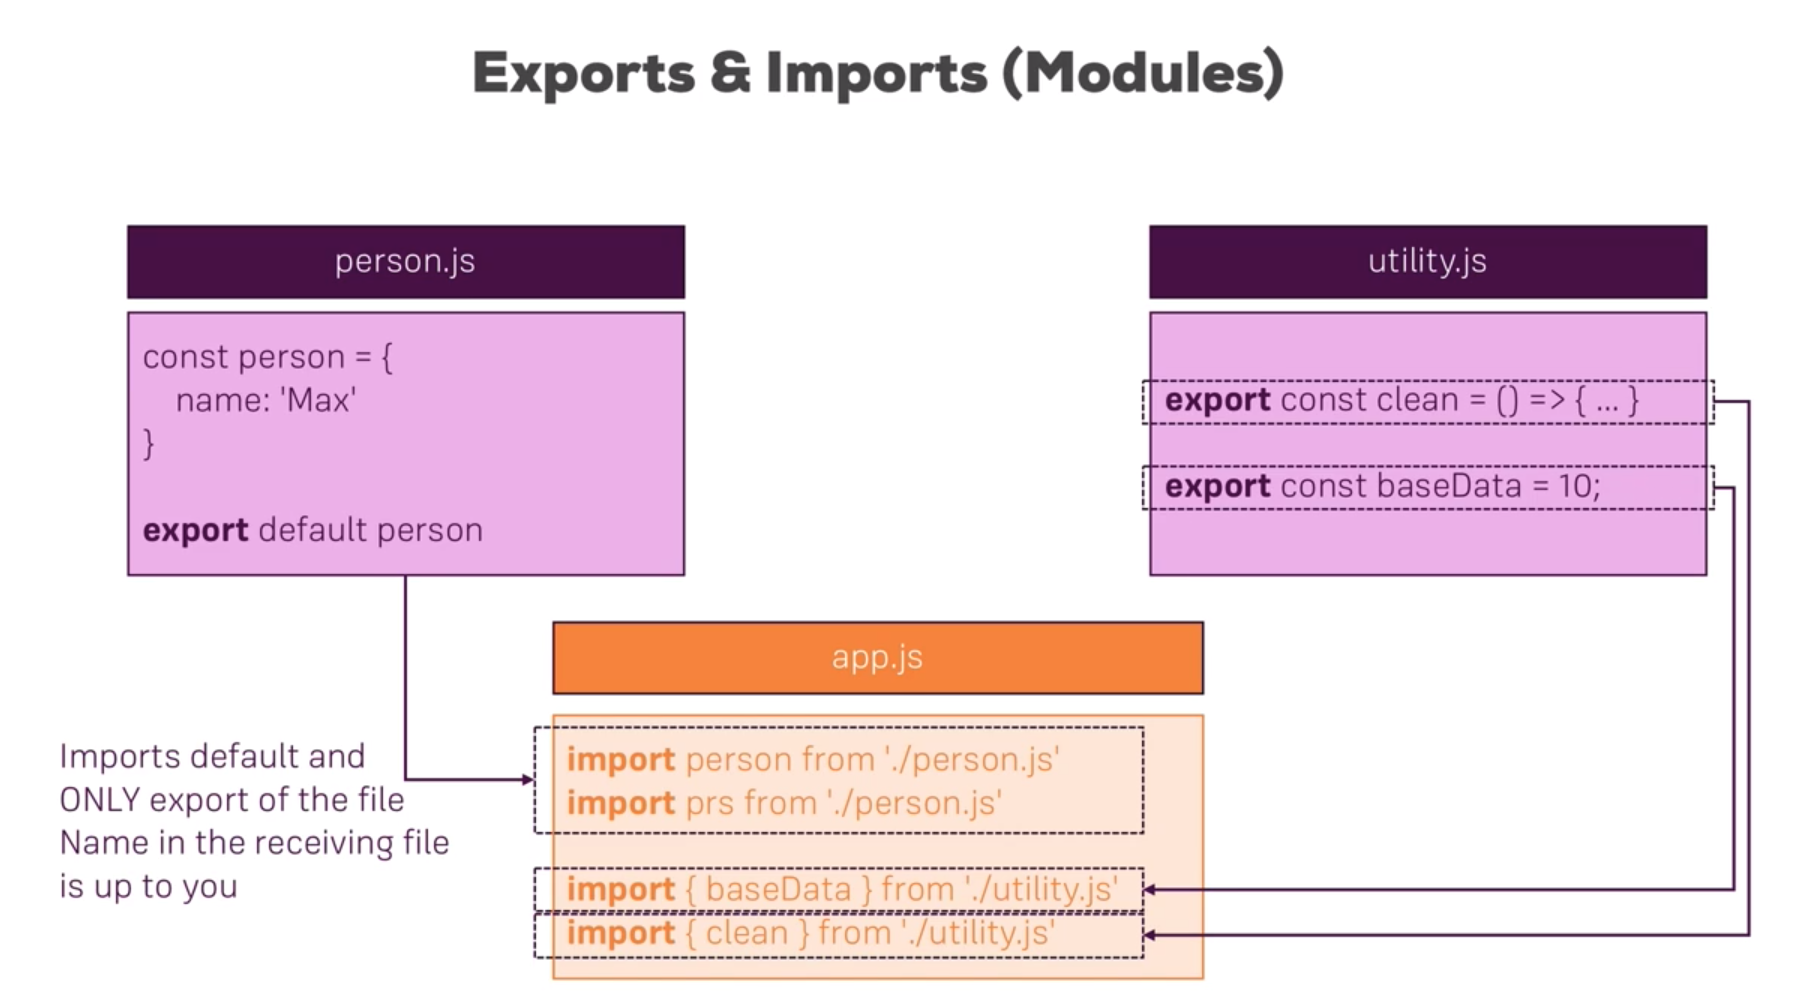 Exports & Imports (Modules)
person.js
const person = {
name: 'Max'
}
export default person
utility.js
export const clean = () => { ... }
export const baseData = 10;
app.js
import person from './person.js'
import prs from './person.js'
import { baseData } from './utility.js'
import { clean } from './utility.js'
Imports default and
ONLY export of the file
Name in the receiving file
is up to you